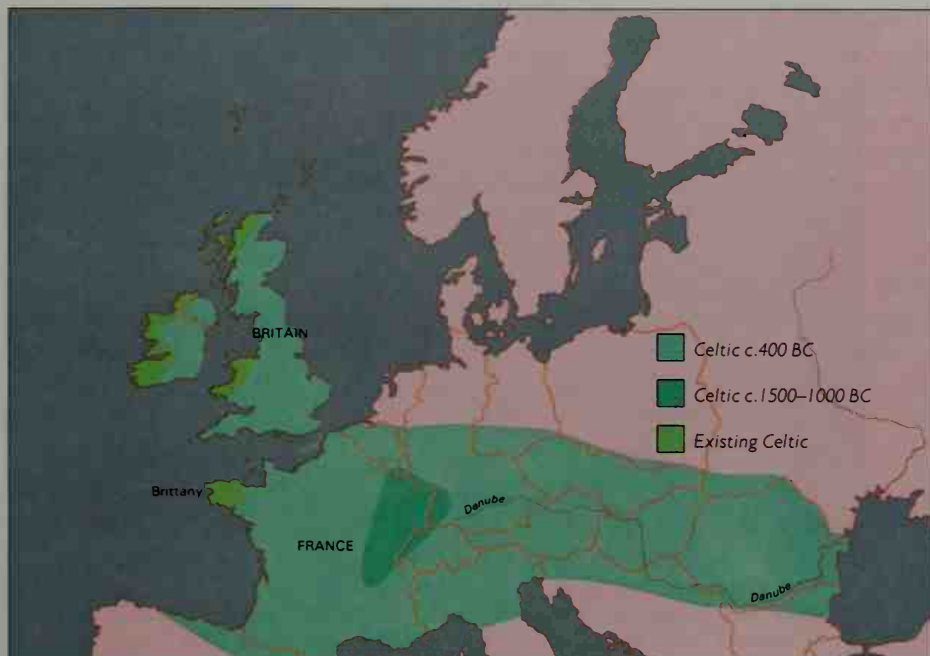 BRITAIN
Celtic c.400 BC
Celtic c.1500–1000 BC
Existing Celtic
Brittany
Danube
FRANCE
Danube